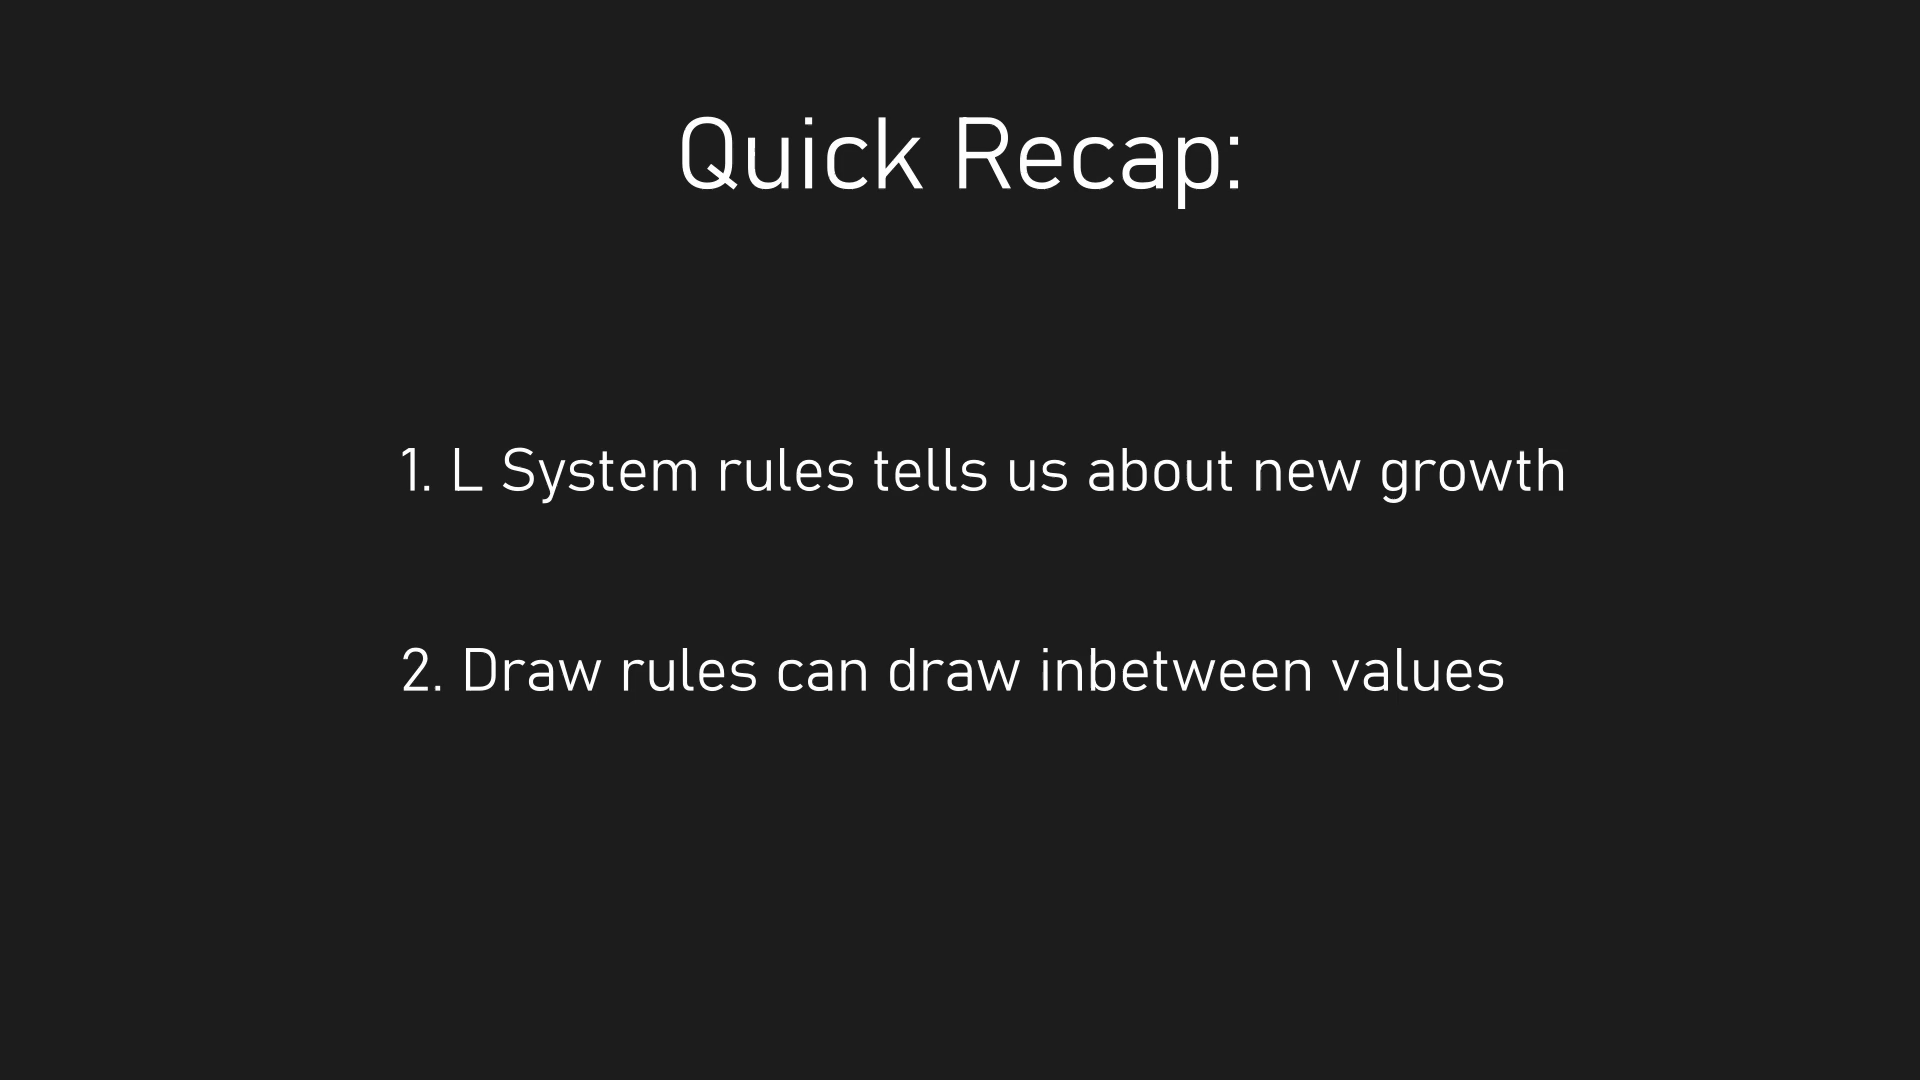 Quick Recap:
1. L System rules tells us about new growth
2. Draw rules can draw inbetween values